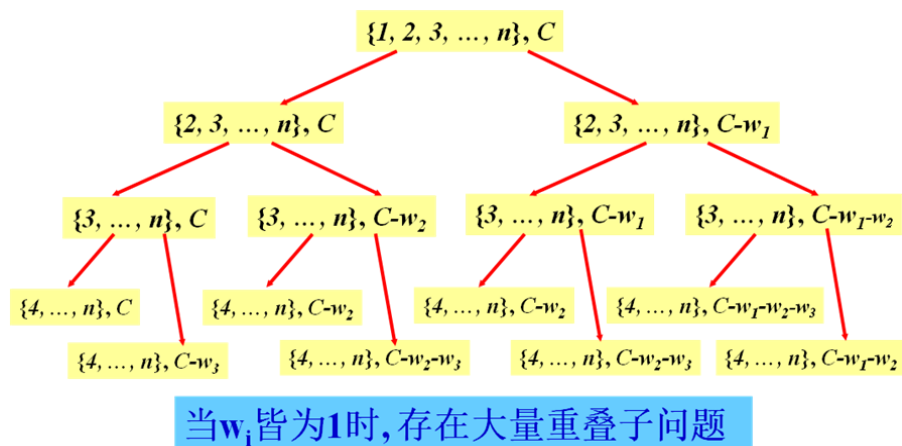 {1, 2, 3, ..., n}, C
{2, 3, ..., n}, C
{2, 3, ..., n}, C-w₁
{3, ..., n}, C
{3, ..., n}, C-w₂
{3, ..., n}, C-w₁
{3, ..., n}, C-w₁-w₂
{4, ..., n}, C
{4, ..., n}, C-w₂
{4, ..., n}, C-w₂
{4, ..., n}, C-w₁-w₂-w₃
{4, ..., n}, C-w₃
{4, ..., n}, C-w₂-w₃
{4, ..., n}, C-w₂-w₃
{4, ..., n}, C-w₁-w₂
当wᵢ皆为1时, 存在大量重叠子问题